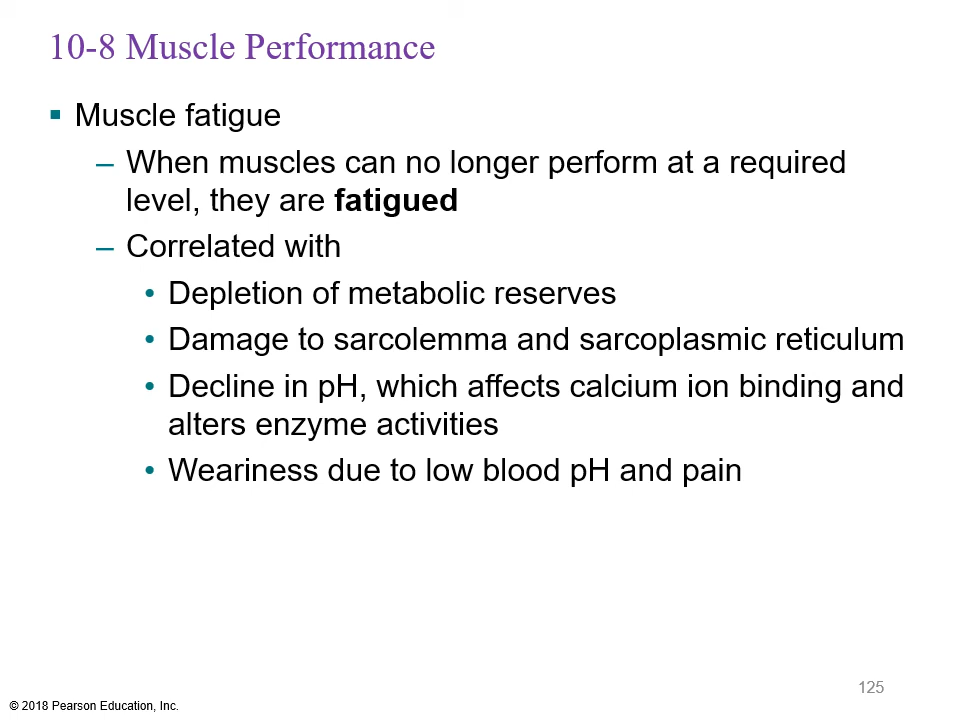 10-8 Muscle Performance
▪ Muscle fatigue
– When muscles can no longer perform at a required
level, they are fatigued
– Correlated with
• Depletion of metabolic reserves
• Damage to sarcolemma and sarcoplasmic reticulum
• Decline in pH, which affects calcium ion binding and
alters enzyme activities
• Weariness due to low blood pH and pain
125
© 2018 Pearson Education, Inc.